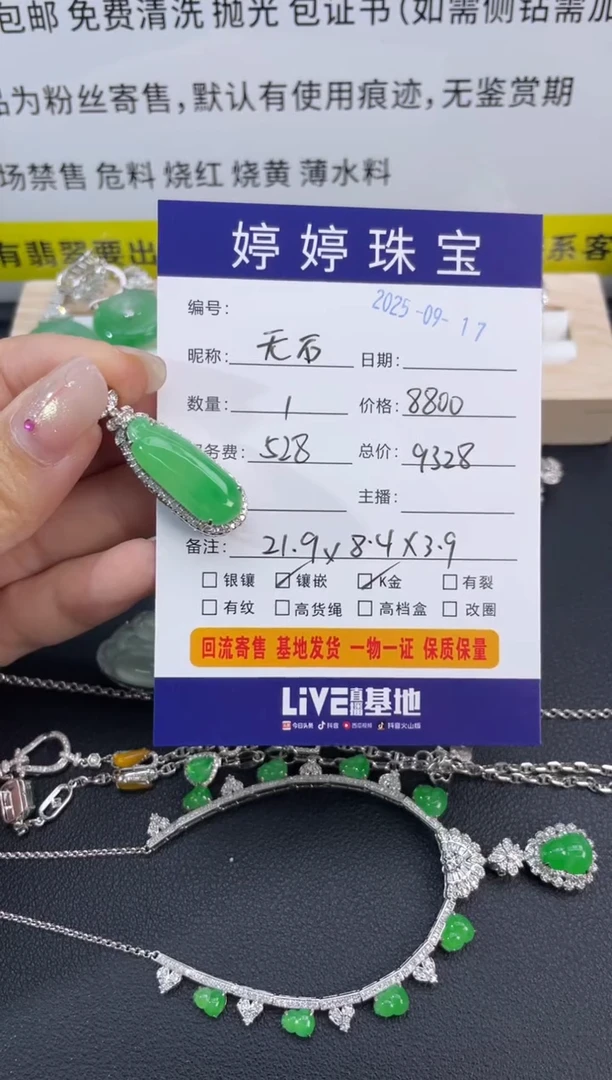 包邮 免费清洗 抛光 包证书(如需侧钻需加
品为粉丝寄售,默认有使用痕迹,无鉴赏期
场禁售 危料 烧红 烧黄 薄水料
有翡翠要出
系客
婷婷珠宝
编号:
2025-09-17
昵称: 无石 日期:
数量: 1 价格: 8800
务费: 528 总价: 9328
主播:
备注: 21.9×8.4×3.9
银镶 镶嵌 K金 有裂
有纹 高货绳 高档盒 改圈
回流寄售 基地发货 一物一证 保质保量
LiVE直播基地
今日头条 抖音 西瓜视频 抖音火山版